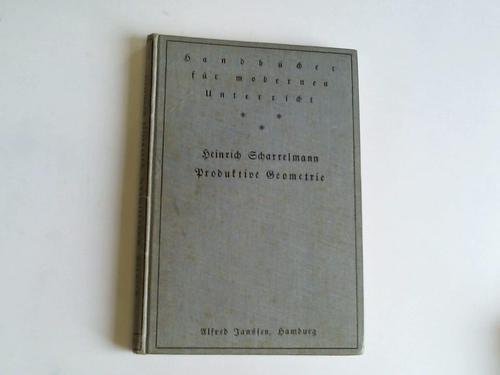 Handbücher
für modernen
Unterricht
* *
*
Heinrich Scharrelmann
Produktive Geometrie
Alfred Janssen, Hamburg